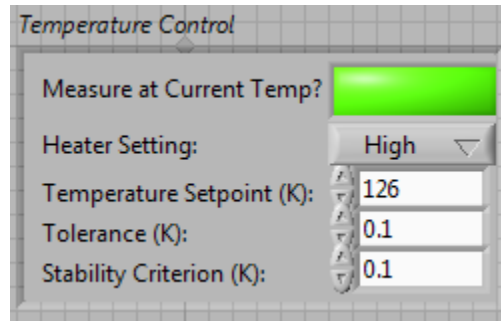 Temperature Control
Measure at Current Temp?
Heater Setting: High
Temperature Setpoint (K): 126
Tolerance (K): 0.1
Stability Criterion (K): 0.1